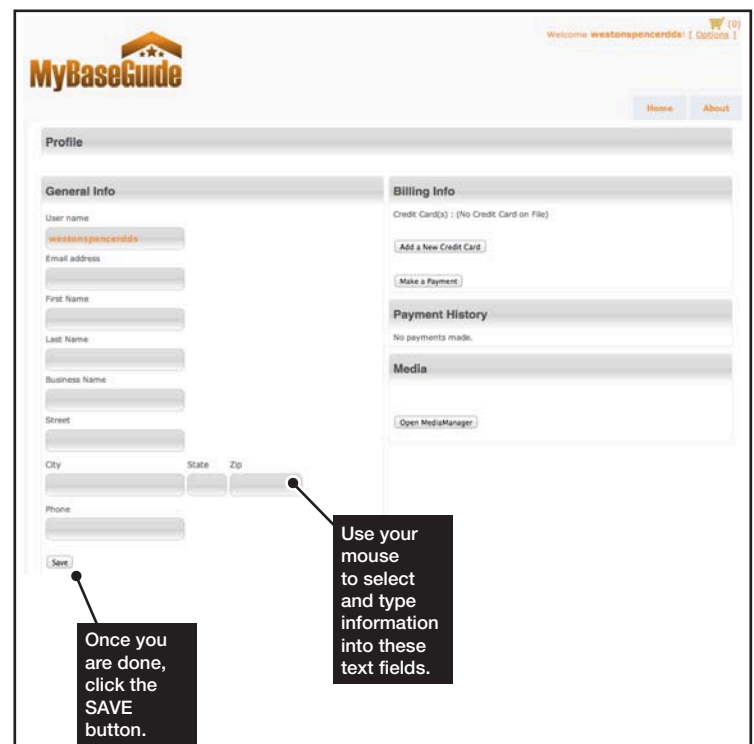 (0)
Welcome westonspencerdds! [ Options ]
MyBaseGuide
Home About
Profile
General Info
User name
westonspencerdds
Email address
First Name
Last Name
Business Name
Street
City State Zip
Phone
Save
Billing Info
Credit Card(s) : (No Credit Card on File)
Add a New Credit Card
Make a Payment
Payment History
No payments made.
Media
Open MediaManager
Use your
mouse
to select
and type
information
into these
text fields.
Once you
are done,
click the
SAVE
button.